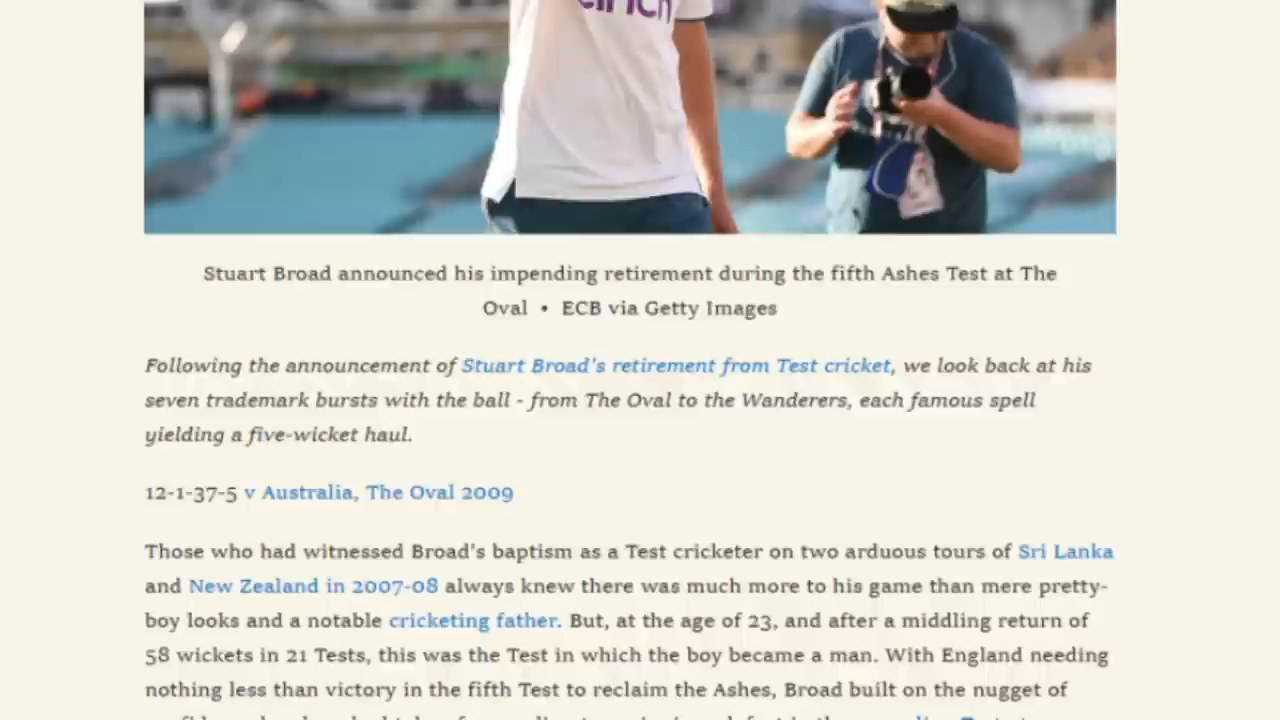 cinch
Stuart Broad announced his impending retirement during the fifth Ashes Test at The
Oval • ECB via Getty Images
Following the announcement of Stuart Broad's retirement from Test cricket, we look back at his
seven trademark bursts with the ball - from The Oval to the Wanderers, each famous spell
yielding a five-wicket haul.
12-1-37-5 v Australia, The Oval 2009
Those who had witnessed Broad's baptism as a Test cricketer on two arduous tours of Sri Lanka
and New Zealand in 2007-08 always knew there was much more to his game than mere pretty-
boy looks and a notable cricketing father. But, at the age of 23, and after a middling return of
58 wickets in 21 Tests, this was the Test in which the boy became a man. With England needing
nothing less than victory in the fifth Test to reclaim the Ashes, Broad built on the nugget of